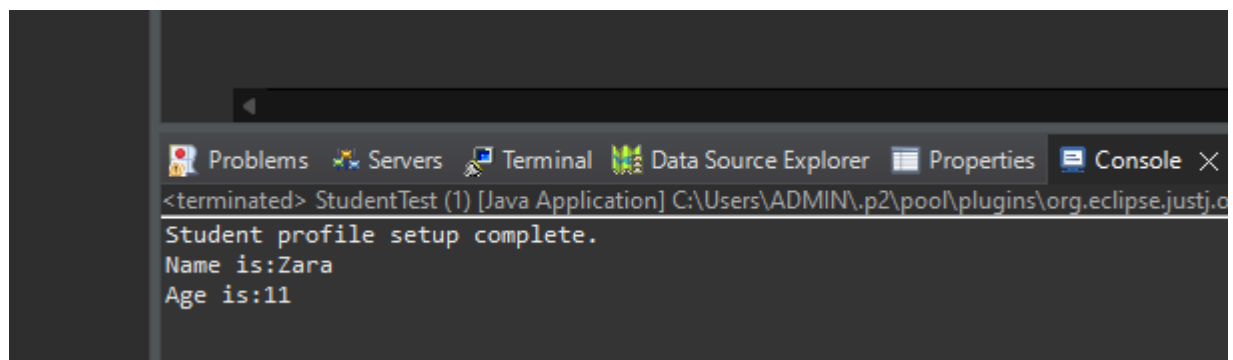 Problems Servers Terminal Data Source Explorer Properties Console
<terminated> StudentTest (1) [Java Application] C:\Users\ADMIN\.p2\pool\plugins\org.eclipse.justj.o
Student profile setup complete.
Name is:Zara
Age is:11